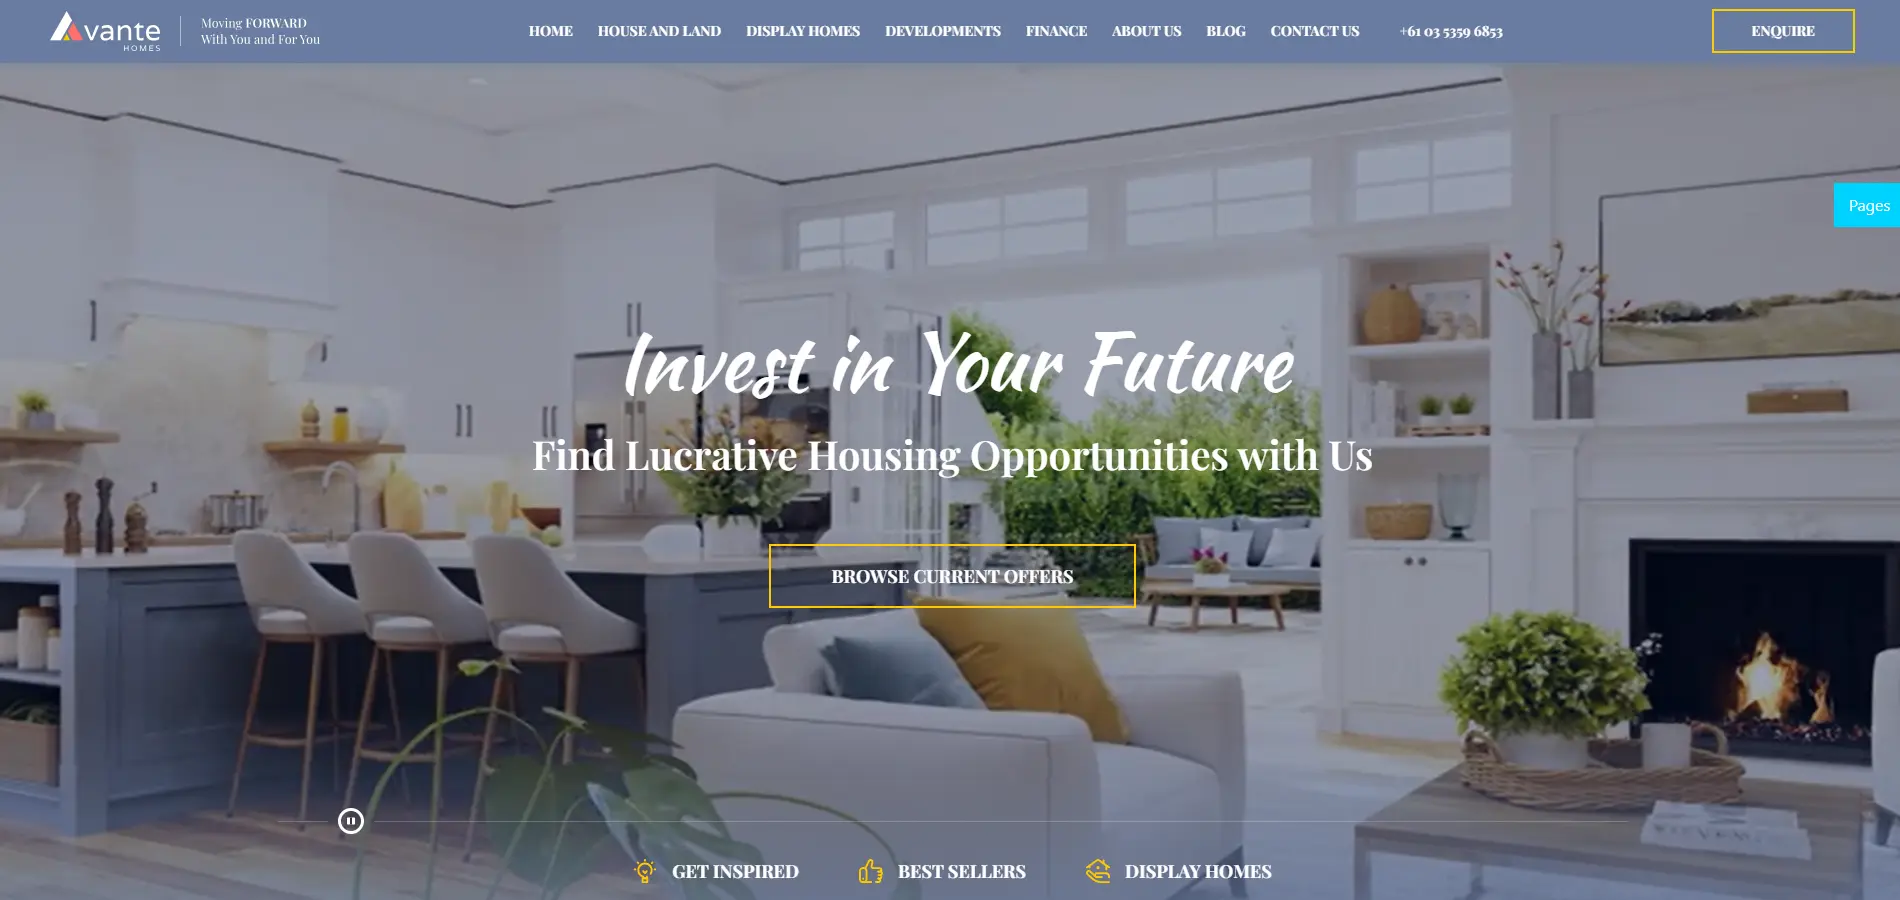 Avante
HOMES
Moving FORWARD
With You and For You
HOME HOUSE AND LAND DISPLAY HOMES DEVELOPMENTS FINANCE ABOUT US BLOG CONTACT US +61 03 5359 6853 ENQUIRE
Pages
Invest in Your Future
Find Lucrative Housing Opportunities with Us
BROWSE CURRENT OFFERS
GET INSPIRED BEST SELLERS DISPLAY HOMES